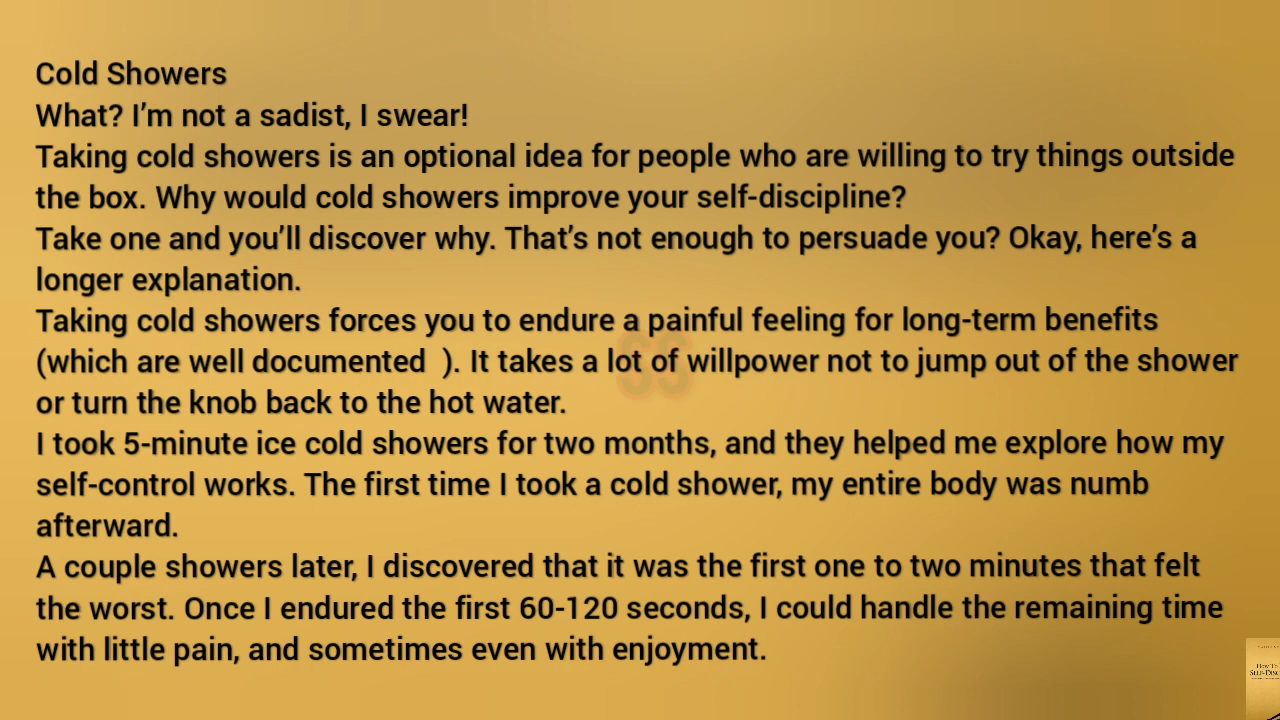 Cold Showers
What? I’m not a sadist, I swear!
Taking cold showers is an optional idea for people who are willing to try things outside
the box. Why would cold showers improve your self-discipline?
Take one and you’ll discover why. That’s not enough to persuade you? Okay, here’s a
longer explanation.
Taking cold showers forces you to endure a painful feeling for long-term benefits
(which are well documented  ). It takes a lot of willpower not to jump out of the shower
or turn the knob back to the hot water.
I took 5-minute ice cold showers for two months, and they helped me explore how my
self-control works. The first time I took a cold shower, my entire body was numb
afterward.
A couple showers later, I discovered that it was the first one to two minutes that felt
the worst. Once I endured the first 60-120 seconds, I could handle the remaining time
with little pain, and sometimes even with enjoyment.
How To